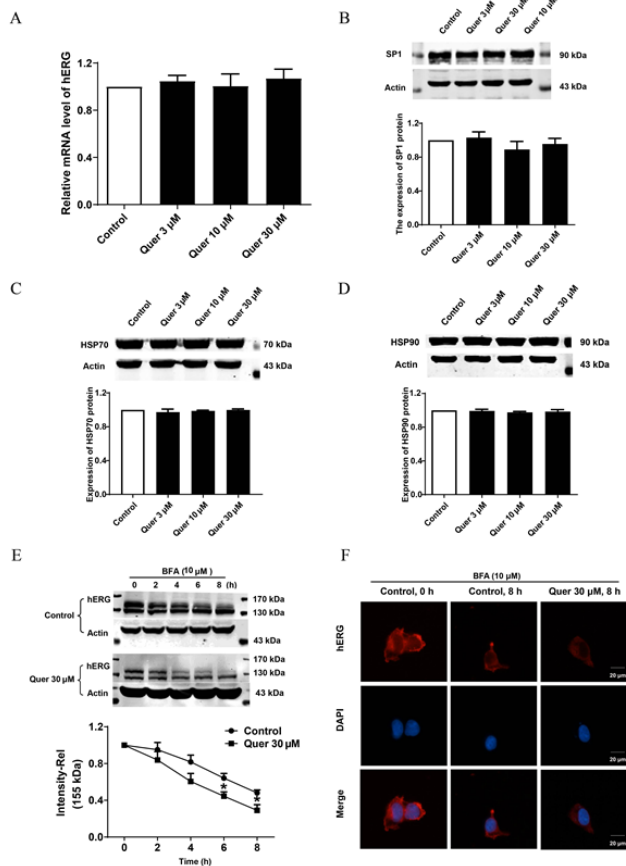 A
Relative mRNA level of hERG
1.2
0.8
0.4
0.0
Control
Quer 3 μM
Quer 10 μM
Quer 30 μM
B
Control
Quer 3 μM
Quer 30 μM
Quer 10 μM
SP1
90 kDa
Actin
43 kDa
The expression of SP1 protein
1.2
0.8
0.4
0.0
Control
Quer 3 μM
Quer 10 μM
Quer 30 μM
C
Control
Quer 3 μM
Quer 10 μM
Quer 30 μM
HSP70
70 kDa
Actin
43 kDa
Expression of HSP70 protein
1.2
0.8
0.4
0.0
Control
Quer 3 μM
Quer 10 μM
Quer 30 μM
D
Control
Quer 3 μM
Quer 10 μM
Quer 30 μM
HSP90
90 kDa
Actin
43 kDa
Expression of HSP90 protein
1.2
0.8
0.4
0.0
Control
Quer 3 μM
Quer 10 μM
Quer 30 μM
E
BFA (10 μM)
0 2 4 6 8 (h)
hERG
170 kDa
130 kDa
Control
Actin
43 kDa
hERG
170 kDa
130 kDa
Quer 30 μM
Actin
43 kDa
Control
Quer 30 μM
Intensity-Rel
(155 kDa)
1.2
0.8
0.4
0.0
* *
0 2 4 6 8
Time (h)
F
BFA (10 μM)
Control, 0 h
Control, 8 h
Quer 30 μM, 8 h
hERG
20 μm
DAPI
20 μm
Merge
20 μm